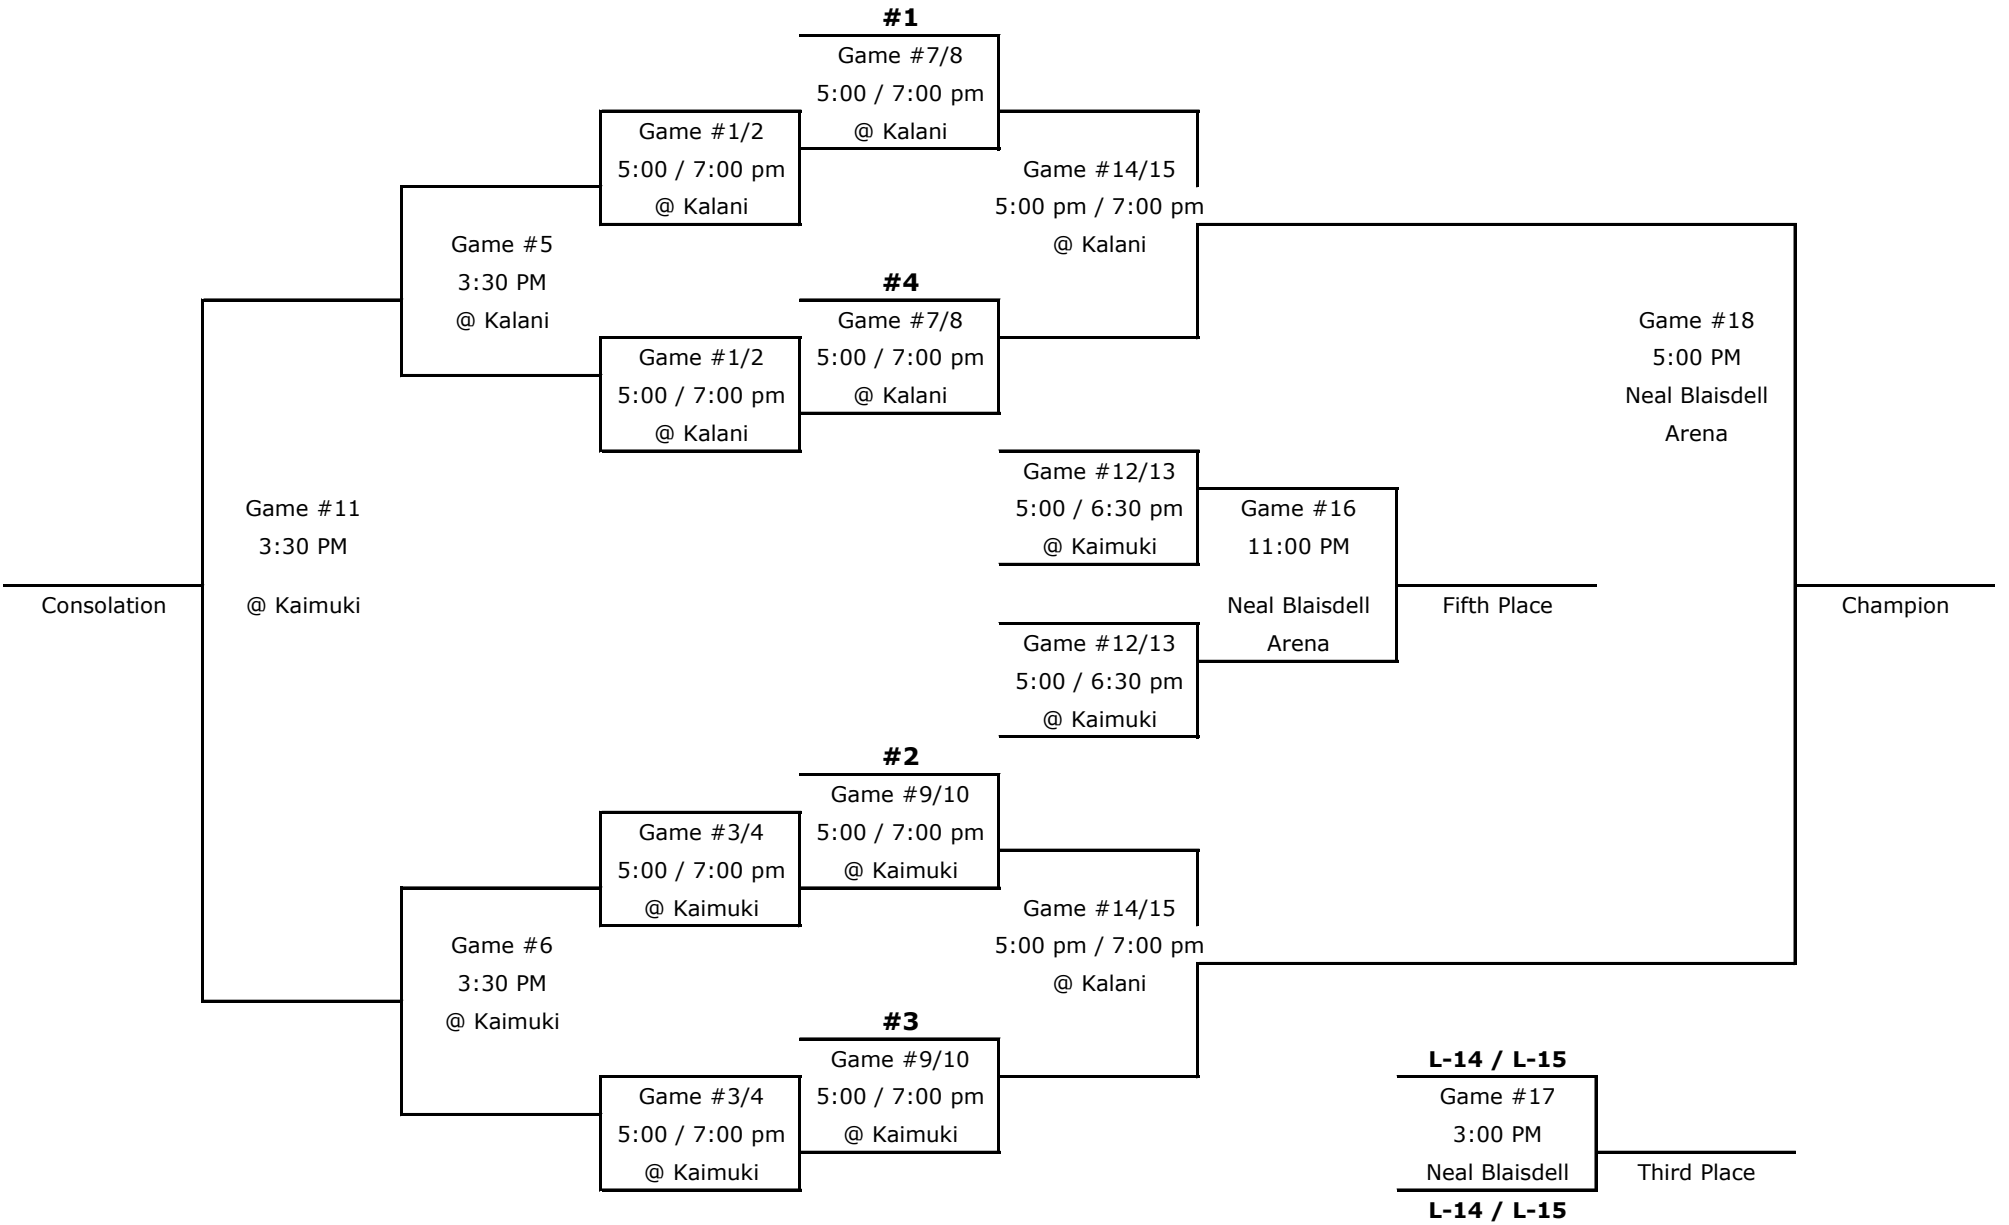 #1
Game #7/8
5:00 / 7:00 pm
@ Kalani
Game #1/2
5:00 / 7:00 pm
@ Kalani
Game #14/15
5:00 pm / 7:00 pm
@ Kalani
Game #5
3:30 PM
@ Kalani
#4
Game #7/8
5:00 / 7:00 pm
@ Kalani
Game #1/2
5:00 / 7:00 pm
@ Kalani
Game #18
5:00 PM
Neal Blaisdell
Arena
Game #12/13
5:00 / 6:30 pm
@ Kaimuki
Game #11
3:30 PM
@ Kaimuki
Consolation
Game #16
11:00 PM
Neal Blaisdell
Arena
Fifth Place
Champion
Game #12/13
5:00 / 6:30 pm
@ Kaimuki
#2
Game #9/10
5:00 / 7:00 pm
@ Kaimuki
Game #3/4
5:00 / 7:00 pm
@ Kaimuki
Game #14/15
5:00 pm / 7:00 pm
@ Kalani
Game #6
3:30 PM
@ Kaimuki
#3
Game #9/10
5:00 / 7:00 pm
@ Kaimuki
Game #3/4
5:00 / 7:00 pm
@ Kaimuki
L-14 / L-15
Game #17
3:00 PM
Neal Blaisdell
Third Place
L-14 / L-15